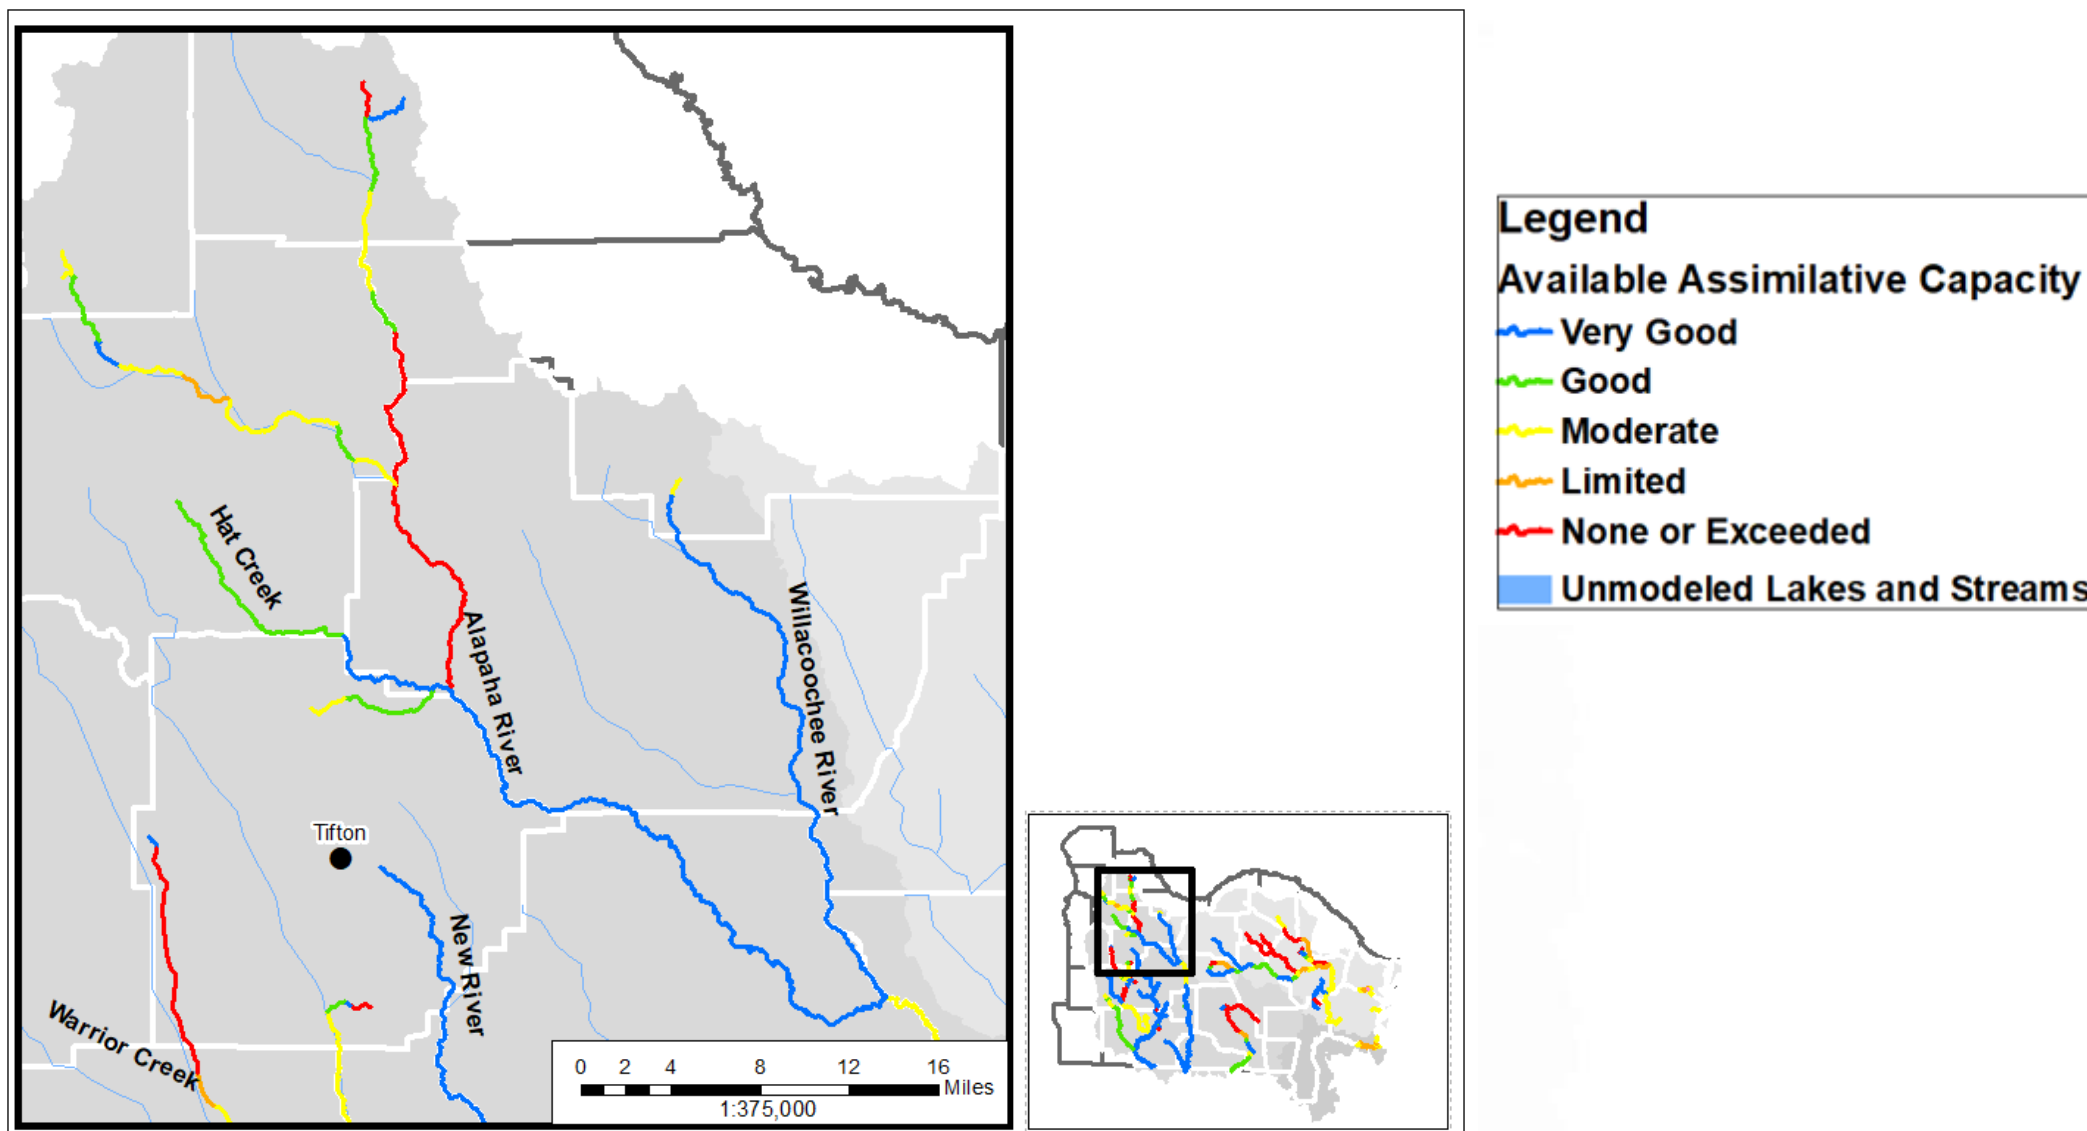 Hat Creek
Alapaha River
Willacoochee River
Tifton
New River
Warrior Creek
0 2 4 8 12 16
Miles
1:375,000
Legend
Available Assimilative Capacity
Very Good
Good
Moderate
Limited
None or Exceeded
Unmodeled Lakes and Streams